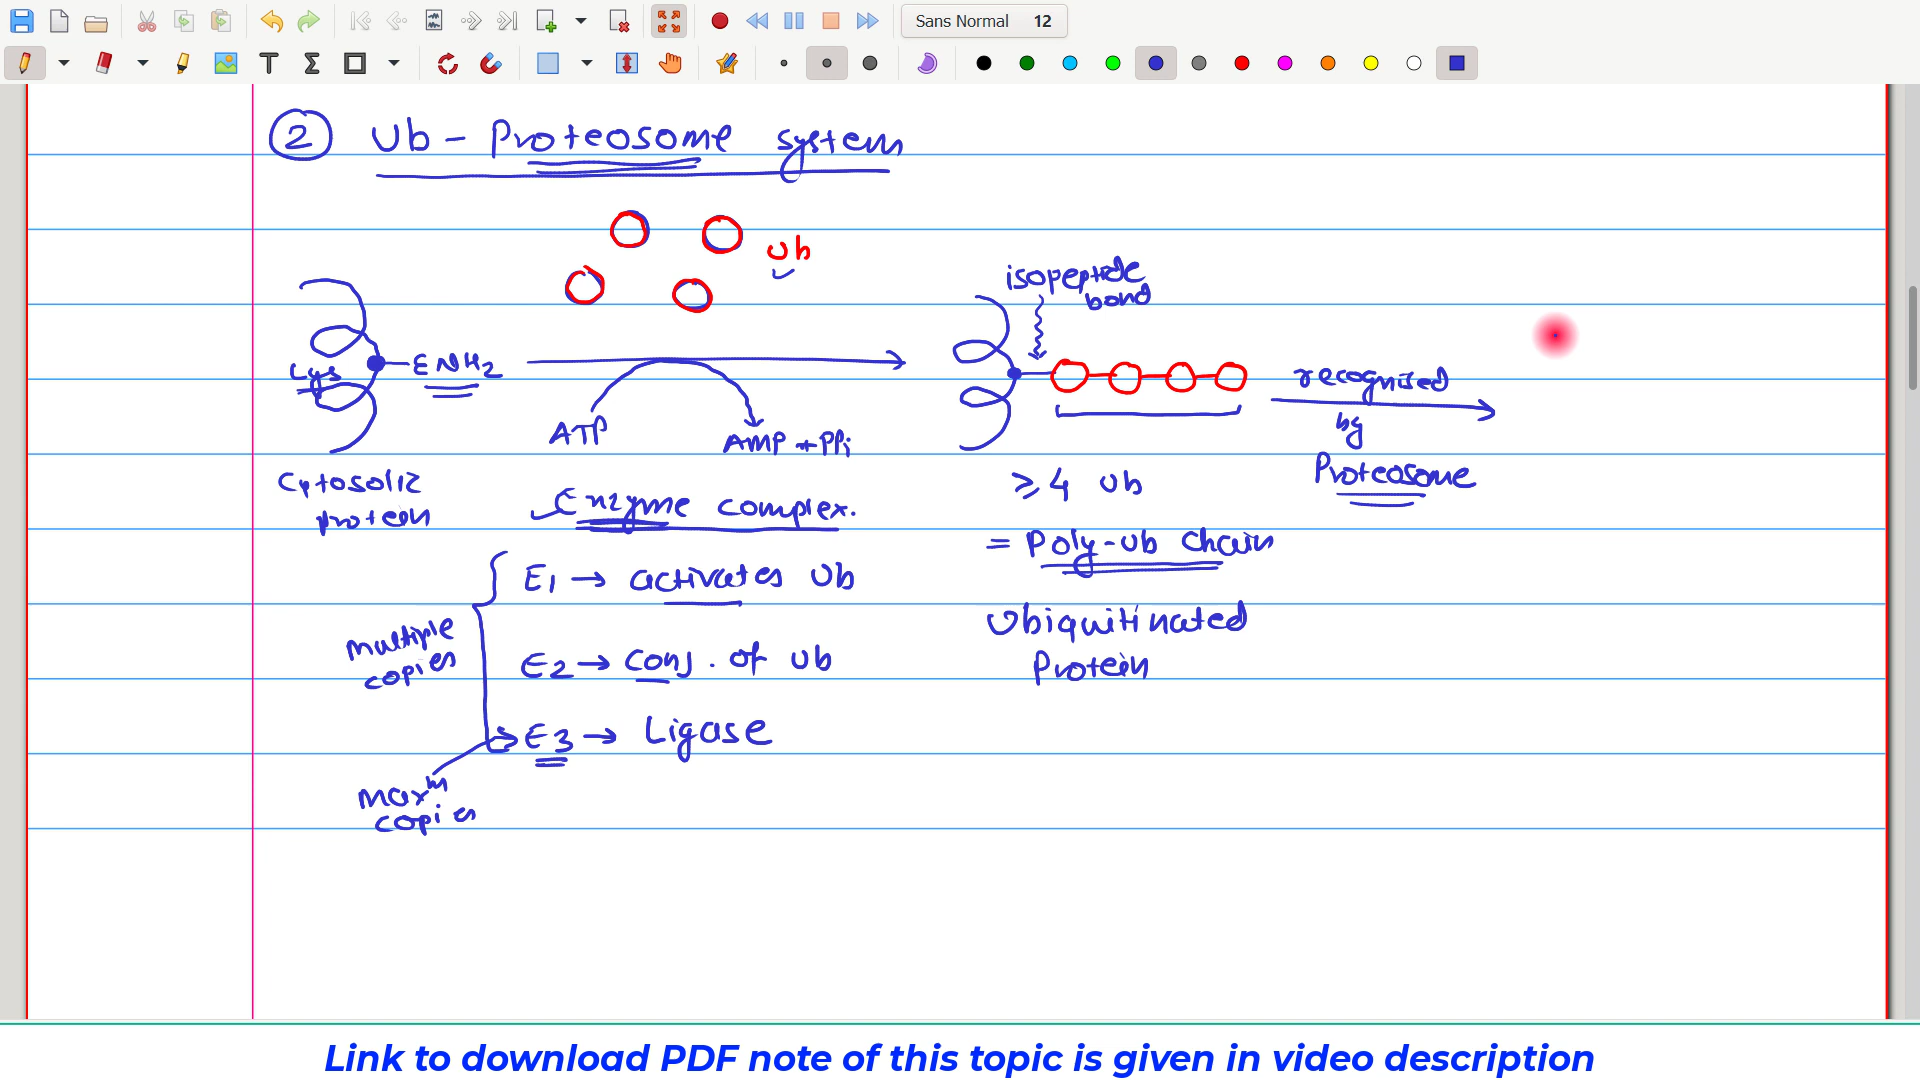 Sans Normal 12
2 Ub - Proteosome system
Ub
isopeptide
bond
Lys
ENH2
ATP
AMP + PPi
recognised
by
Proteosome
Cytosolic
protein
Enzyme complex.
≥ 4 Ub
= Poly-Ub chain
Ubiquitinated
Protein
Multiple
copies
E1 → activates Ub
E2 → conj. of Ub
E3 → Ligase
Maxm
copies
Link to download PDF note of this topic is given in video description